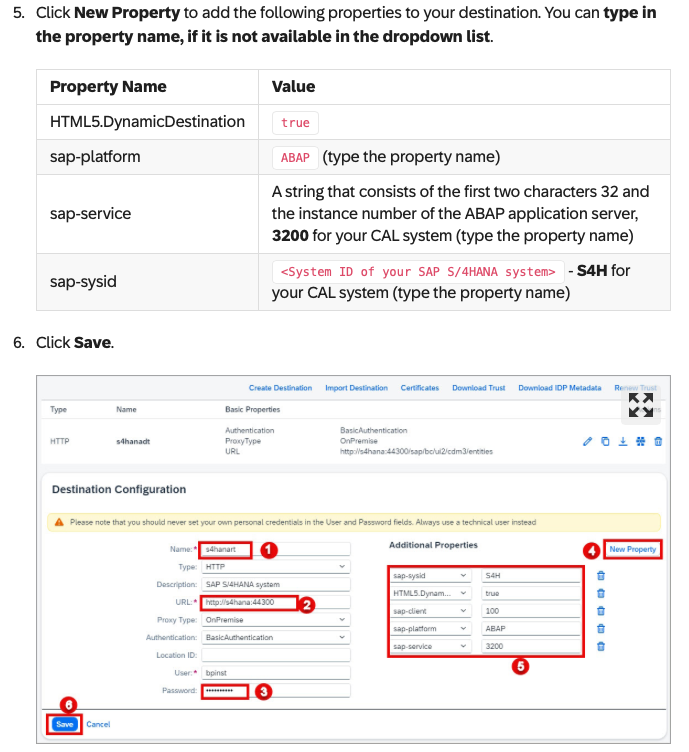 5. Click New Property to add the following properties to your destination. You can type in
the property name, if it is not available in the dropdown list.
Property Name Value
HTML5.DynamicDestination true
sap-platform ABAP (type the property name)
sap-service A string that consists of the first two characters 32 and
the instance number of the ABAP application server,
3200 for your CAL system (type the property name)
sap-sysid <System ID of your SAP S/4HANA system> - S4H for
your CAL system (type the property name)
6. Click Save.
Create Destination Import Destination Certificates Download Trust Download IDP Metadata Renew Trust
Type Name Basic Properties
HTTP s4hanadt
Authentication BasicAuthentication
ProxyType OnPremise
URL http://s4hana:44300/sap/bc/ui2/cdm3/entities
Destination Configuration
Please note that you should never set your own personal credentials in the User and Password fields. Always use a technical user instead
Name:* s4hanart 1
Type: HTTP
Description: SAP S/4HANA system
URL:* http://s4hana:44300 2
Proxy Type: OnPremise
Authentication: BasicAuthentication
Location ID:
User:* bpinst
Password: •••••••••• 3
Additional Properties
4 New Property
sap-sysid S4H
HTML5.Dynam... true
sap-client 100
sap-platform ABAP
sap-service 3200
5
6
Save Cancel